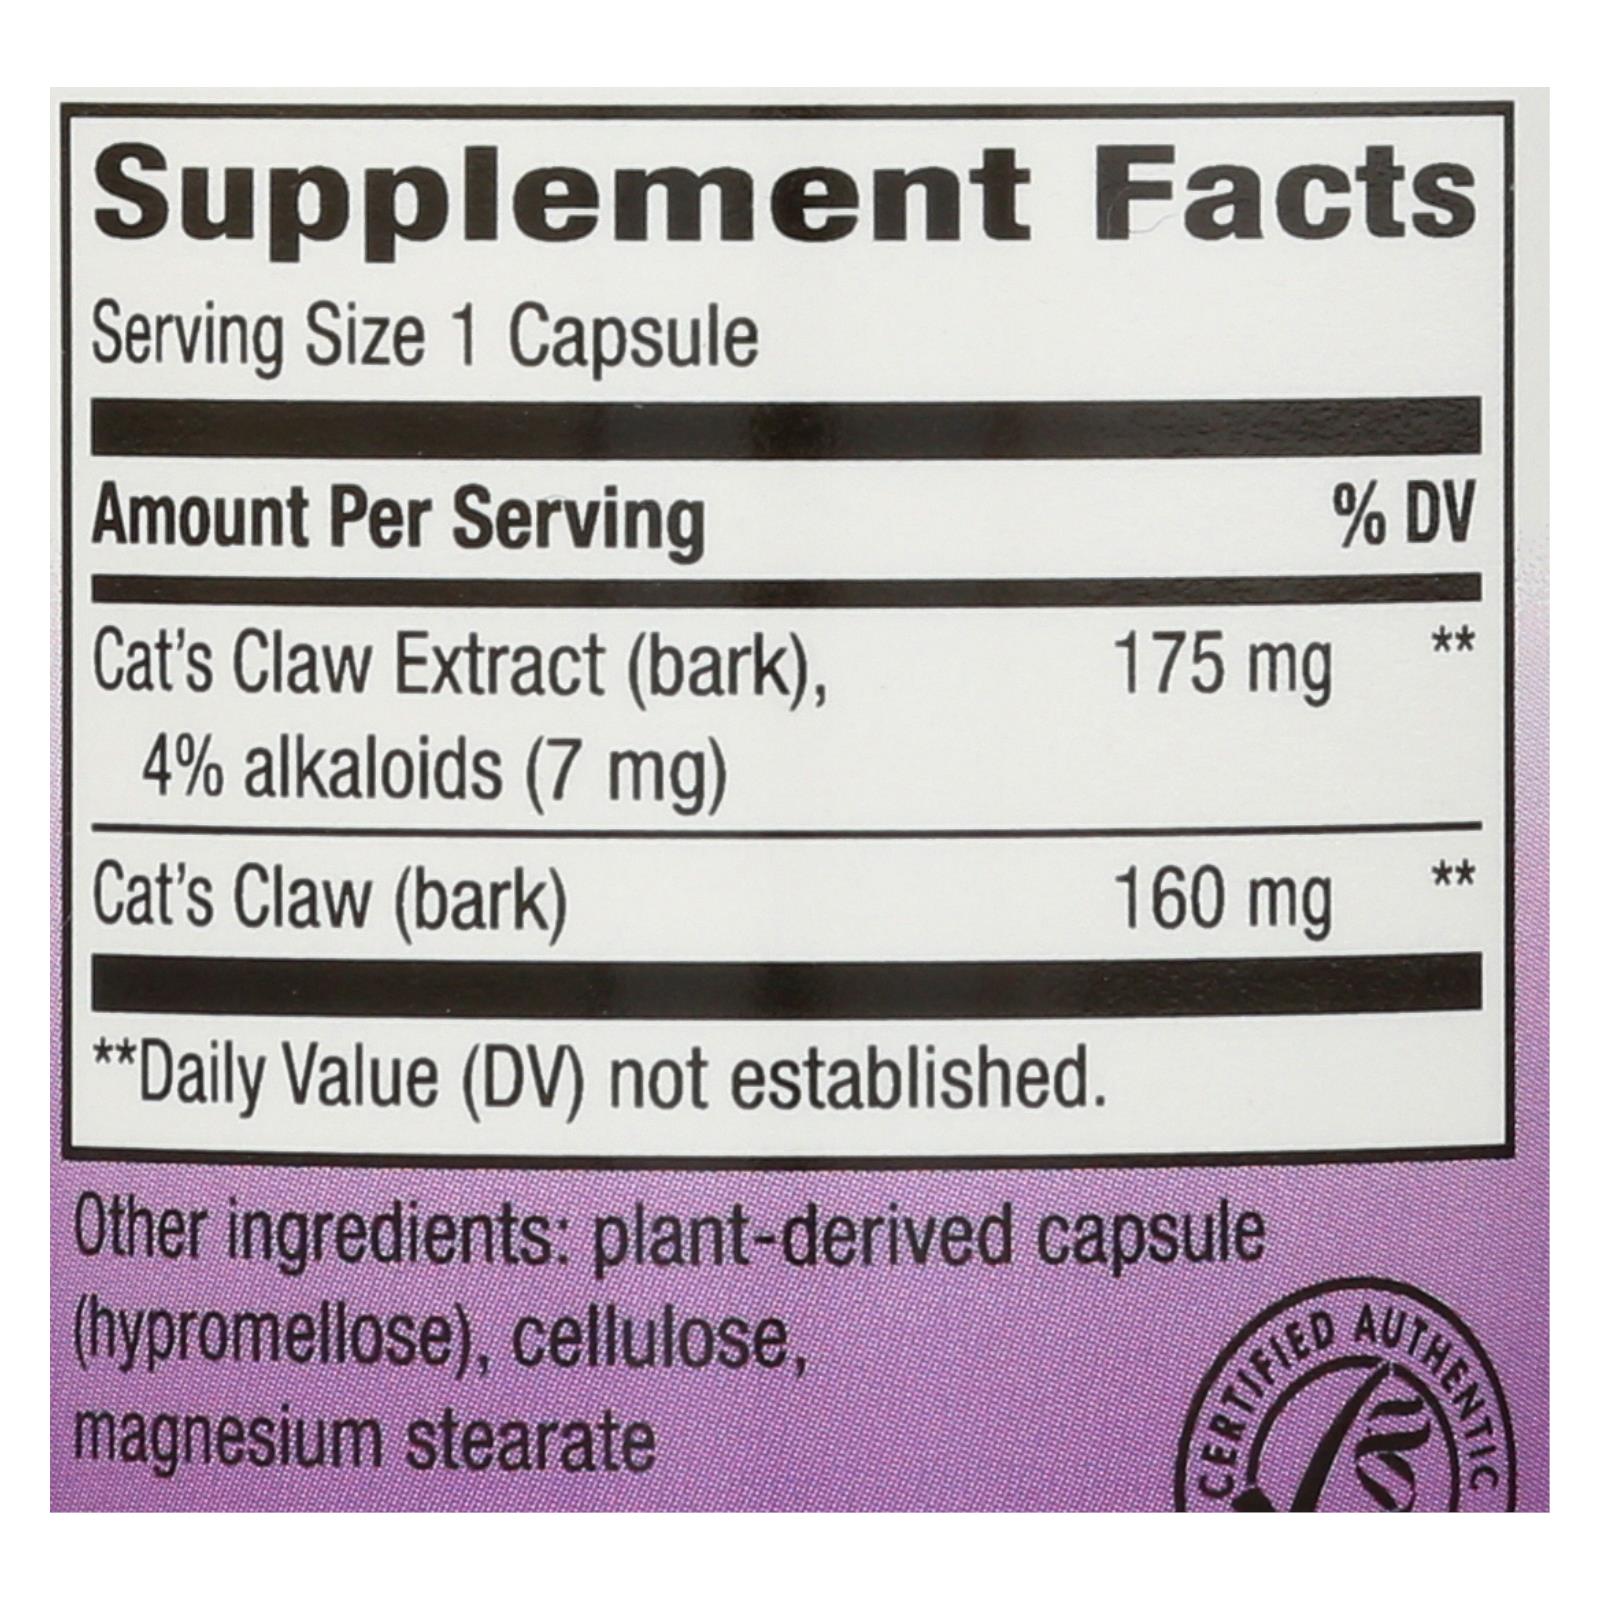 Supplement Facts
Serving Size 1 Capsule
Amount Per Serving % DV
Cat's Claw Extract (bark), 175 mg **
4% alkaloids (7 mg)
Cat's Claw (bark) 160 mg **
**Daily Value (DV) not established.
Other ingredients: plant-derived capsule
(hypromellose), cellulose,
magnesium stearate
CERTIFIED AUTHENTIC